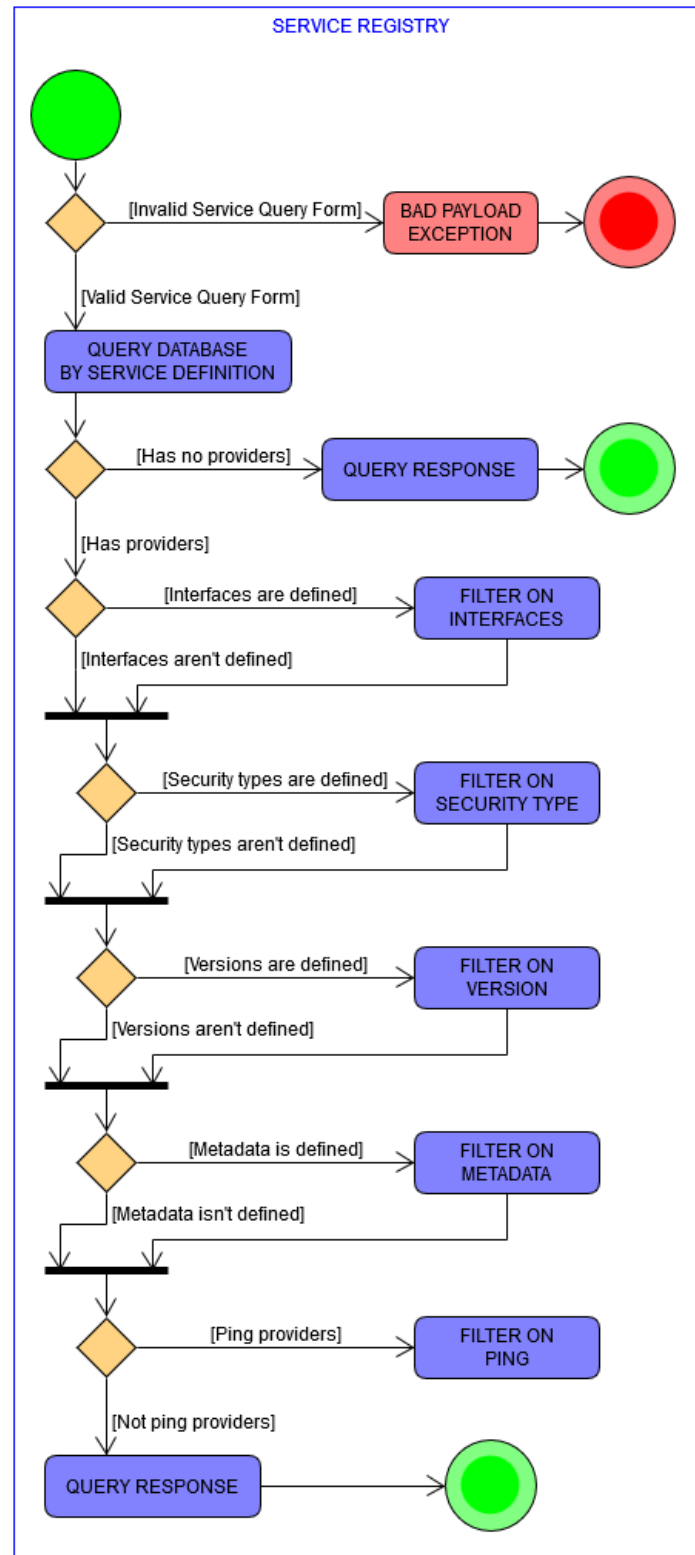 SERVICE REGISTRY
[Invalid Service Query Form]
BAD PAYLOAD
EXCEPTION
[Valid Service Query Form]
QUERY DATABASE
BY SERVICE DEFINITION
[Has no providers]
QUERY RESPONSE
[Has providers]
[Interfaces are defined]
FILTER ON
INTERFACES
[Interfaces aren't defined]
[Security types are defined]
FILTER ON
SECURITY TYPE
[Security types aren't defined]
[Versions are defined]
FILTER ON
VERSION
[Versions aren't defined]
[Metadata is defined]
FILTER ON
METADATA
[Metadata isn't defined]
[Ping providers]
FILTER ON
PING
[Not ping providers]
QUERY RESPONSE